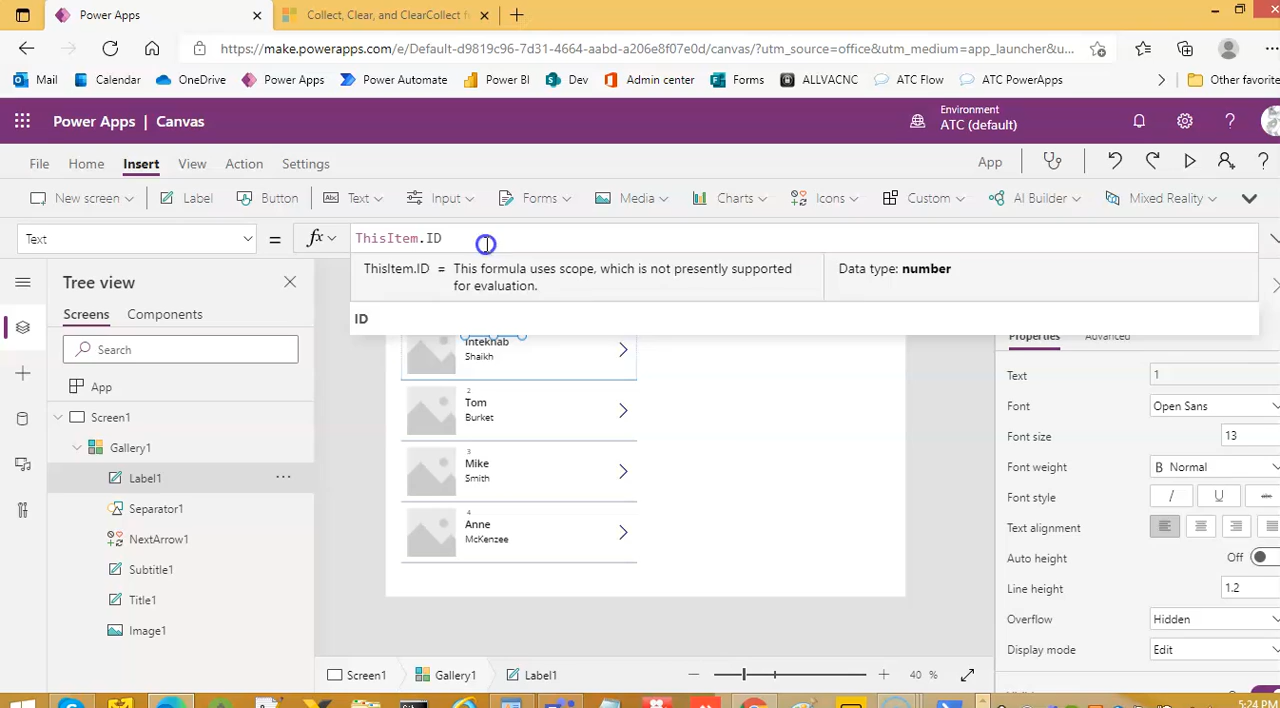 Power Apps
Collect, Clear, and ClearCollect f
https://make.powerapps.com/e/Default-d9819c96-7d31-4664-aabd-a206e8f07e0d/canvas/?utm_source=office&utm_medium=app_launcher&u...
Mail Calendar OneDrive Power Apps Power Automate Power BI Dev Admin center Forms ALLVACNC ATC Flow ATC PowerApps Other favorite
Power Apps | Canvas
Environment
ATC (default)
File Home Insert View Action Settings App
New screen Label Button Text Input Forms Media Charts Icons Custom AI Builder Mixed Reality
Text = fx ThisItem.ID
ThisItem.ID = This formula uses scope, which is not presently supported
for evaluation.
Data type: number
ID
Tree view
Screens Components
Search
App
Screen1
Gallery1
Label1
Separator1
NextArrow1
Subtitle1
Title1
Image1
Intekhab
Shaikh
2
Tom
Burket
3
Mike
Smith
4
Anne
McKenzee
Properties Advanced
Text 1
Font Open Sans
Font size 13
Font weight B Normal
Font style
Text alignment
Auto height Off
Line height 1.2
Overflow Hidden
Display mode Edit
Screen1 Gallery1 Label1 40 %
5:24 PM